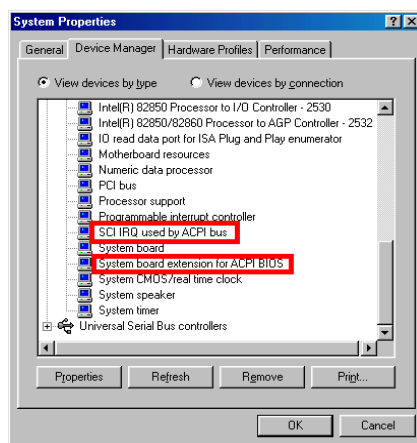 System Properties
General Device Manager Hardware Profiles Performance
View devices by type View devices by connection
Intel(R) 82850 Processor to I/O Controller - 2530
Intel(R) 82850/82860 Processor to AGP Controller - 2532
IO read data port for ISA Plug and Play enumerator
Motherboard resources
Numeric data processor
PCI bus
Processor support
Programmable interrupt controller
SCI IRQ used by ACPI bus
System board
System board extension for ACPI BIOS
System CMOS/real time clock
System speaker
System timer
Universal Serial Bus controllers
Properties Refresh Remove Print...
OK Cancel